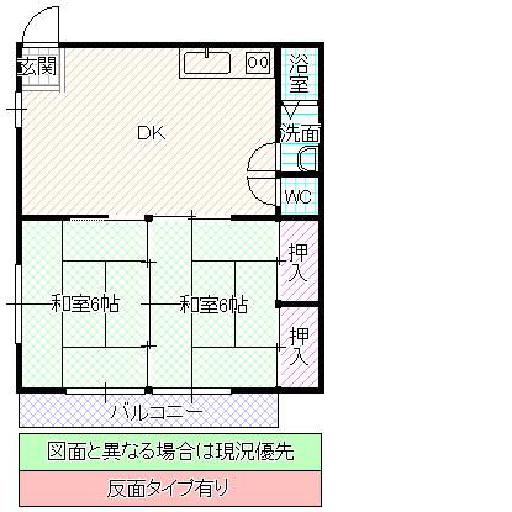 玄関
浴室
DK
洗面
WC
押入
和室6帖
和室6帖
押入
バルコニー
図面と異なる場合は現況優先
反面タイプ有り